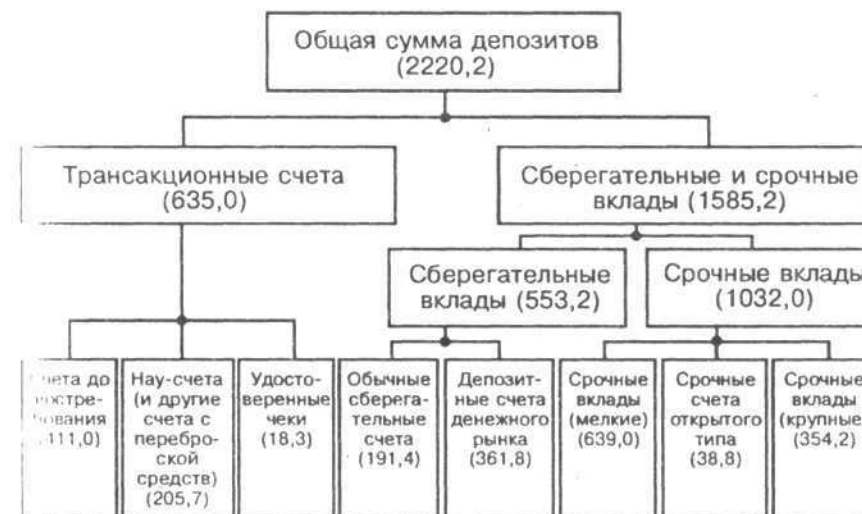 Общая сумма депозитов
(2220,2)
Трансакционные счета
(635,0)
Сберегательные и срочные
вклады (1585,2)
Сберегательные
вклады (553,2)
Срочные вклады
(1032,0)
до
Нау-счета
(и другие
счета с
перебро-
ской
средств)
(205,7)
Удосто-
веренные
чеки
(18,3)
Обычные
сберега-
тельные
счета
(191,4)
Депозит-
ные счета
денежного
рынка
(361,8)
Срочные
вклады
(мелкие)
(639,0)
Срочные
счета
открытого
типа
(38,8)
Срочные
вклады
(крупные
(354,2)